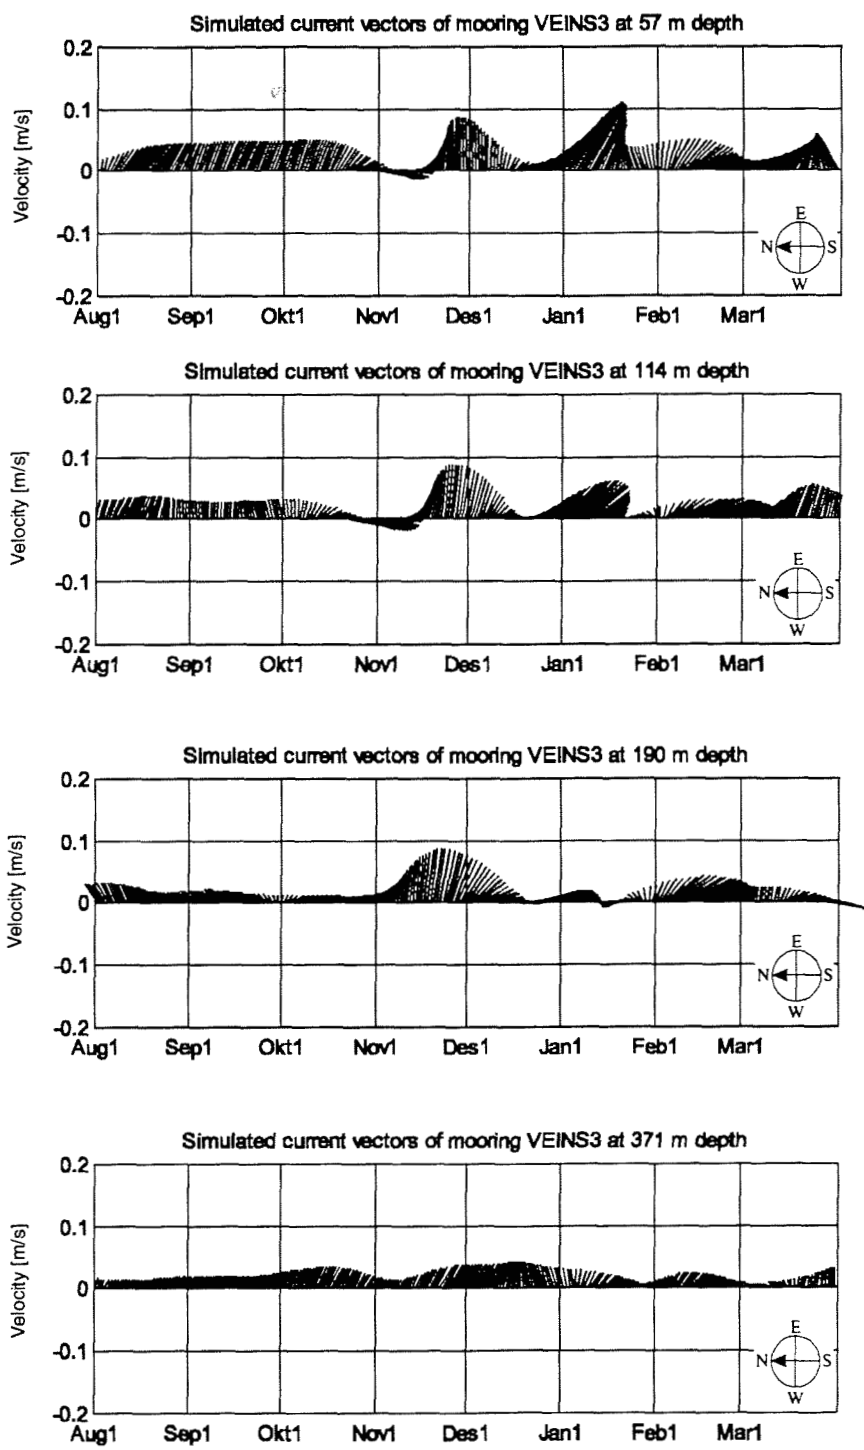 Simulated current vectors of mooring VEINS3 at 57 m depth
0.2
0.1
0
-0.1
-0.2
Velocity [m/s]
E
N
S
W
Aug1 Sep1 Okt1 Nov1 Des1 Jan1 Feb1 Mar1
Simulated current vectors of mooring VEINS3 at 114 m depth
0.2
0.1
0
-0.1
-0.2
Velocity [m/s]
E
N
S
W
Aug1 Sep1 Okt1 Nov1 Des1 Jan1 Feb1 Mar1
Simulated current vectors of mooring VEINS3 at 190 m depth
0.2
0.1
0
-0.1
-0.2
Velocity [m/s]
E
N
S
W
Aug1 Sep1 Okt1 Nov1 Des1 Jan1 Feb1 Mar1
Simulated current vectors of mooring VEINS3 at 371 m depth
0.2
0.1
0
-0.1
-0.2
Velocity [m/s]
E
N
S
W
Aug1 Sep1 Okt1 Nov1 Des1 Jan1 Feb1 Mar1